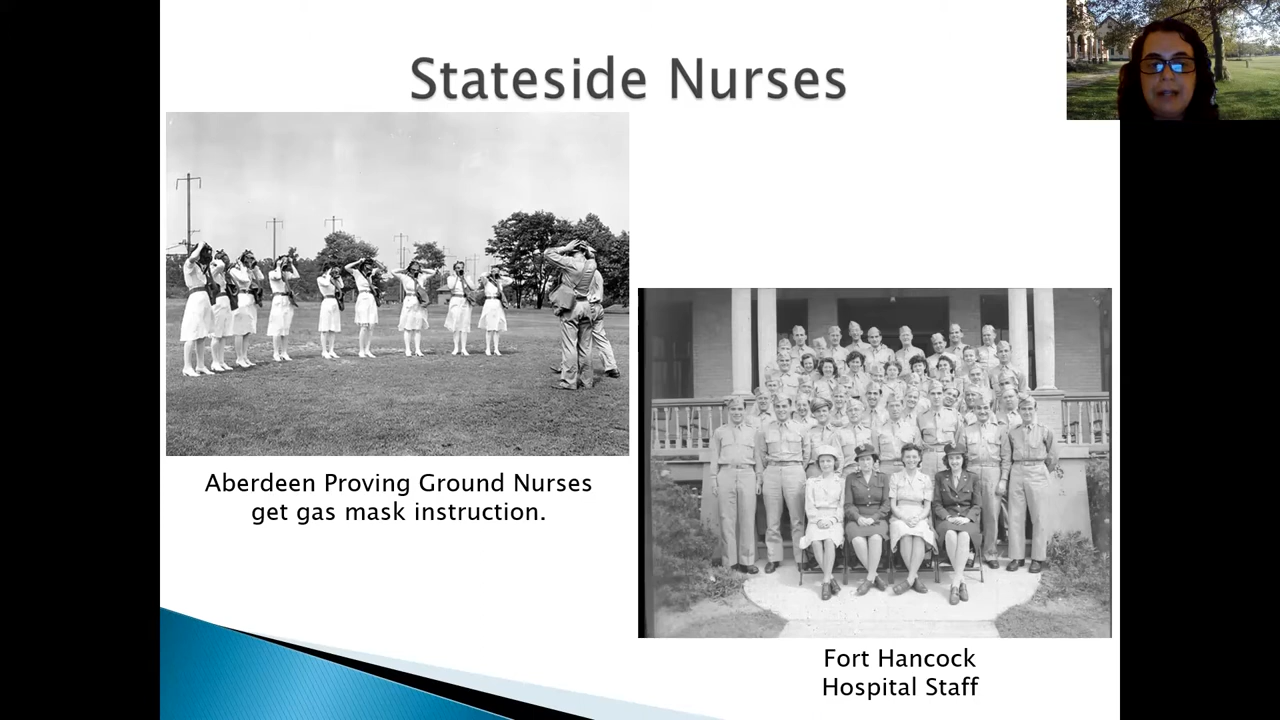 Stateside Nurses
Aberdeen Proving Ground Nurses
get gas mask instruction.
Fort Hancock
Hospital Staff